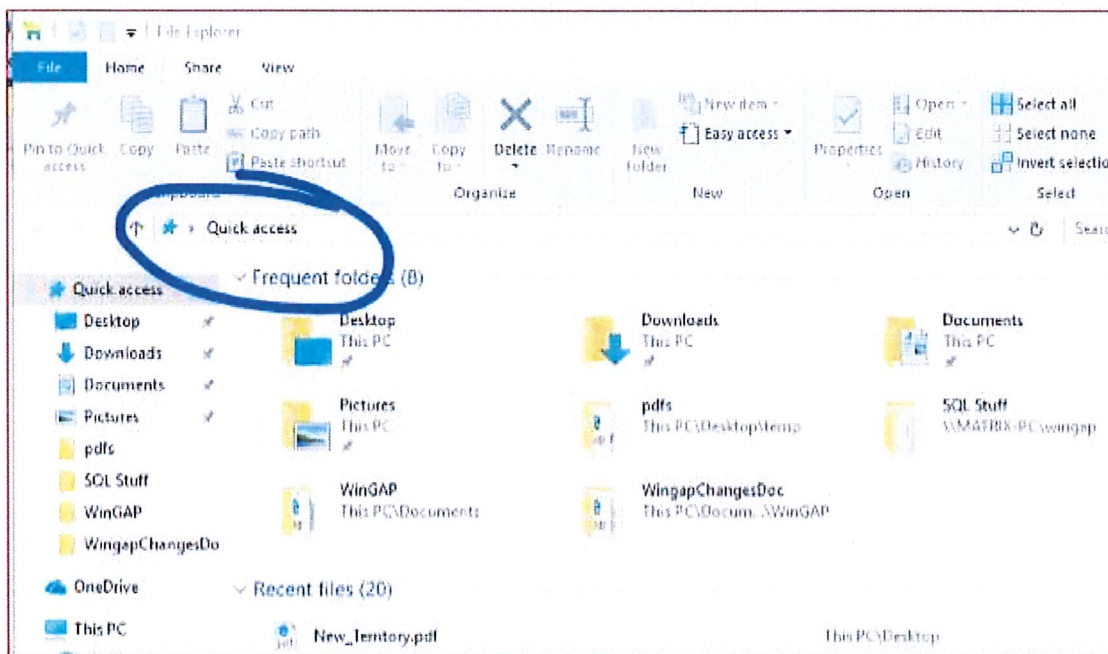 File Explorer
File Home Share View
Pin to Quick access
Copy
Paste
Cut
Copy path
Paste shortcut
Move to
Copy to
Delete
Rename
New folder
New item
Easy access
Properties
Open
Edit
History
Select all
Select none
Invert selectio
Clipboard Organize New Open Select
Quick access
Sear
Quick access
Desktop
Downloads
Documents
Pictures
pdfs
SQL Stuff
WinGAP
WingapChangesDo
OneDrive
This PC
Frequent folders (8)
Desktop
This PC
Downloads
This PC
Documents
This PC
Pictures
This PC
pdfs
This PC\Desktop\temp
SQL Stuff
\\MATRIX-PC\wingap
WinGAP
This PC\Documents
WingapChangesDoc
This PC\Docum...\WinGAP
Recent files (20)
New_Territory.pdf
This PC\Desktop